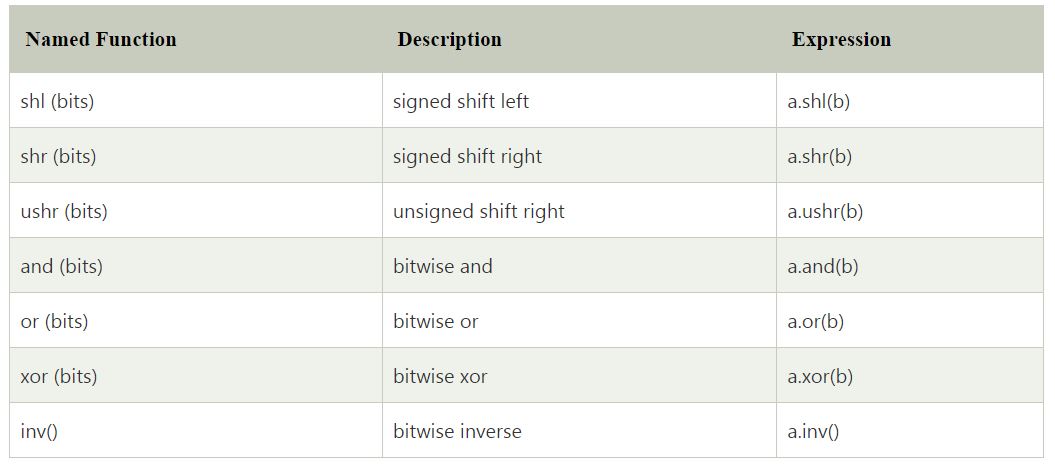 Named Function Description Expression
shl (bits) signed shift left a.shl(b)
shr (bits) signed shift right a.shr(b)
ushr (bits) unsigned shift right a.ushr(b)
and (bits) bitwise and a.and(b)
or (bits) bitwise or a.or(b)
xor (bits) bitwise xor a.xor(b)
inv() bitwise inverse a.inv()